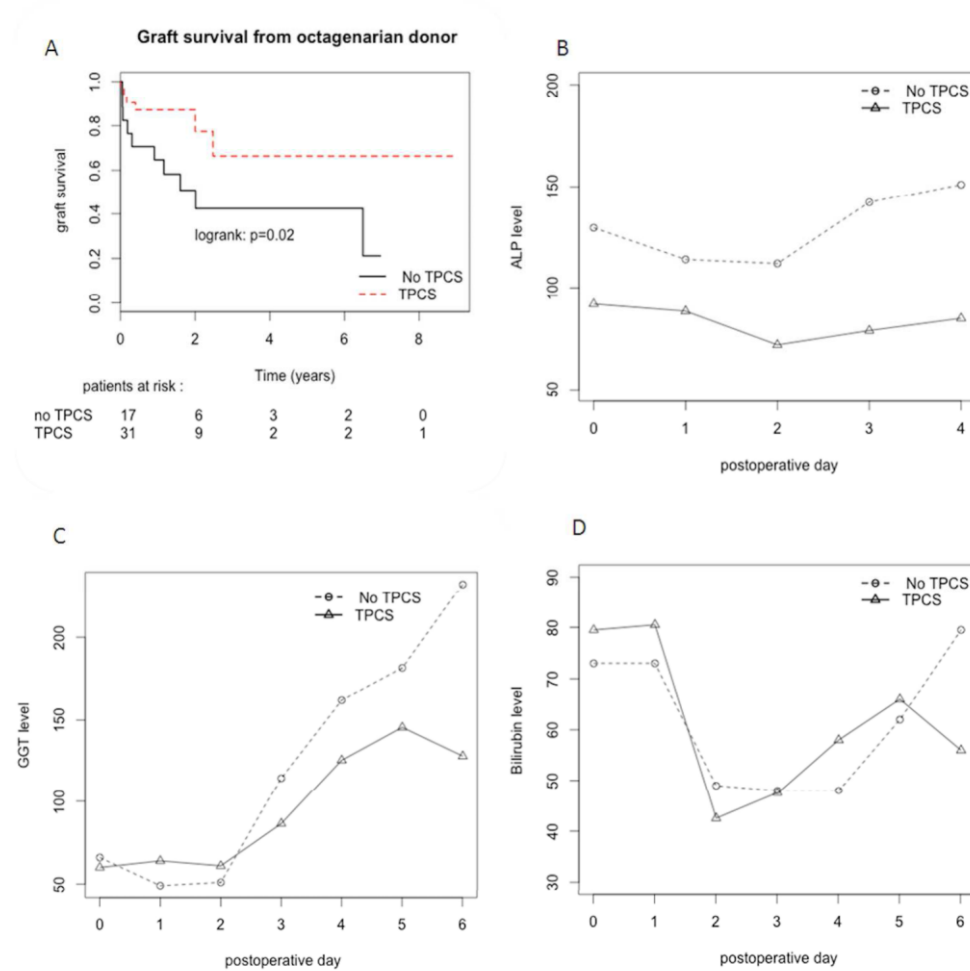 A
Graft survival from octagenarian donor
graft survival
1.0
0.8
0.6
0.4
0.2
0.0
logrank: p=0.02
No TPCS
TPCS
0 2 4 6 8
Time (years)
patients at risk :
no TPCS 17 6 3 2 0
TPCS 31 9 2 2 1
B
ALP level
200
150
100
50
No TPCS
TPCS
0 1 2 3 4
postoperative day
C
GGT level
200
150
100
50
No TPCS
TPCS
0 1 2 3 4 5 6
postoperative day
D
Bilirubin level
90
80
70
60
50
40
30
No TPCS
TPCS
0 1 2 3 4 5 6
postoperative day